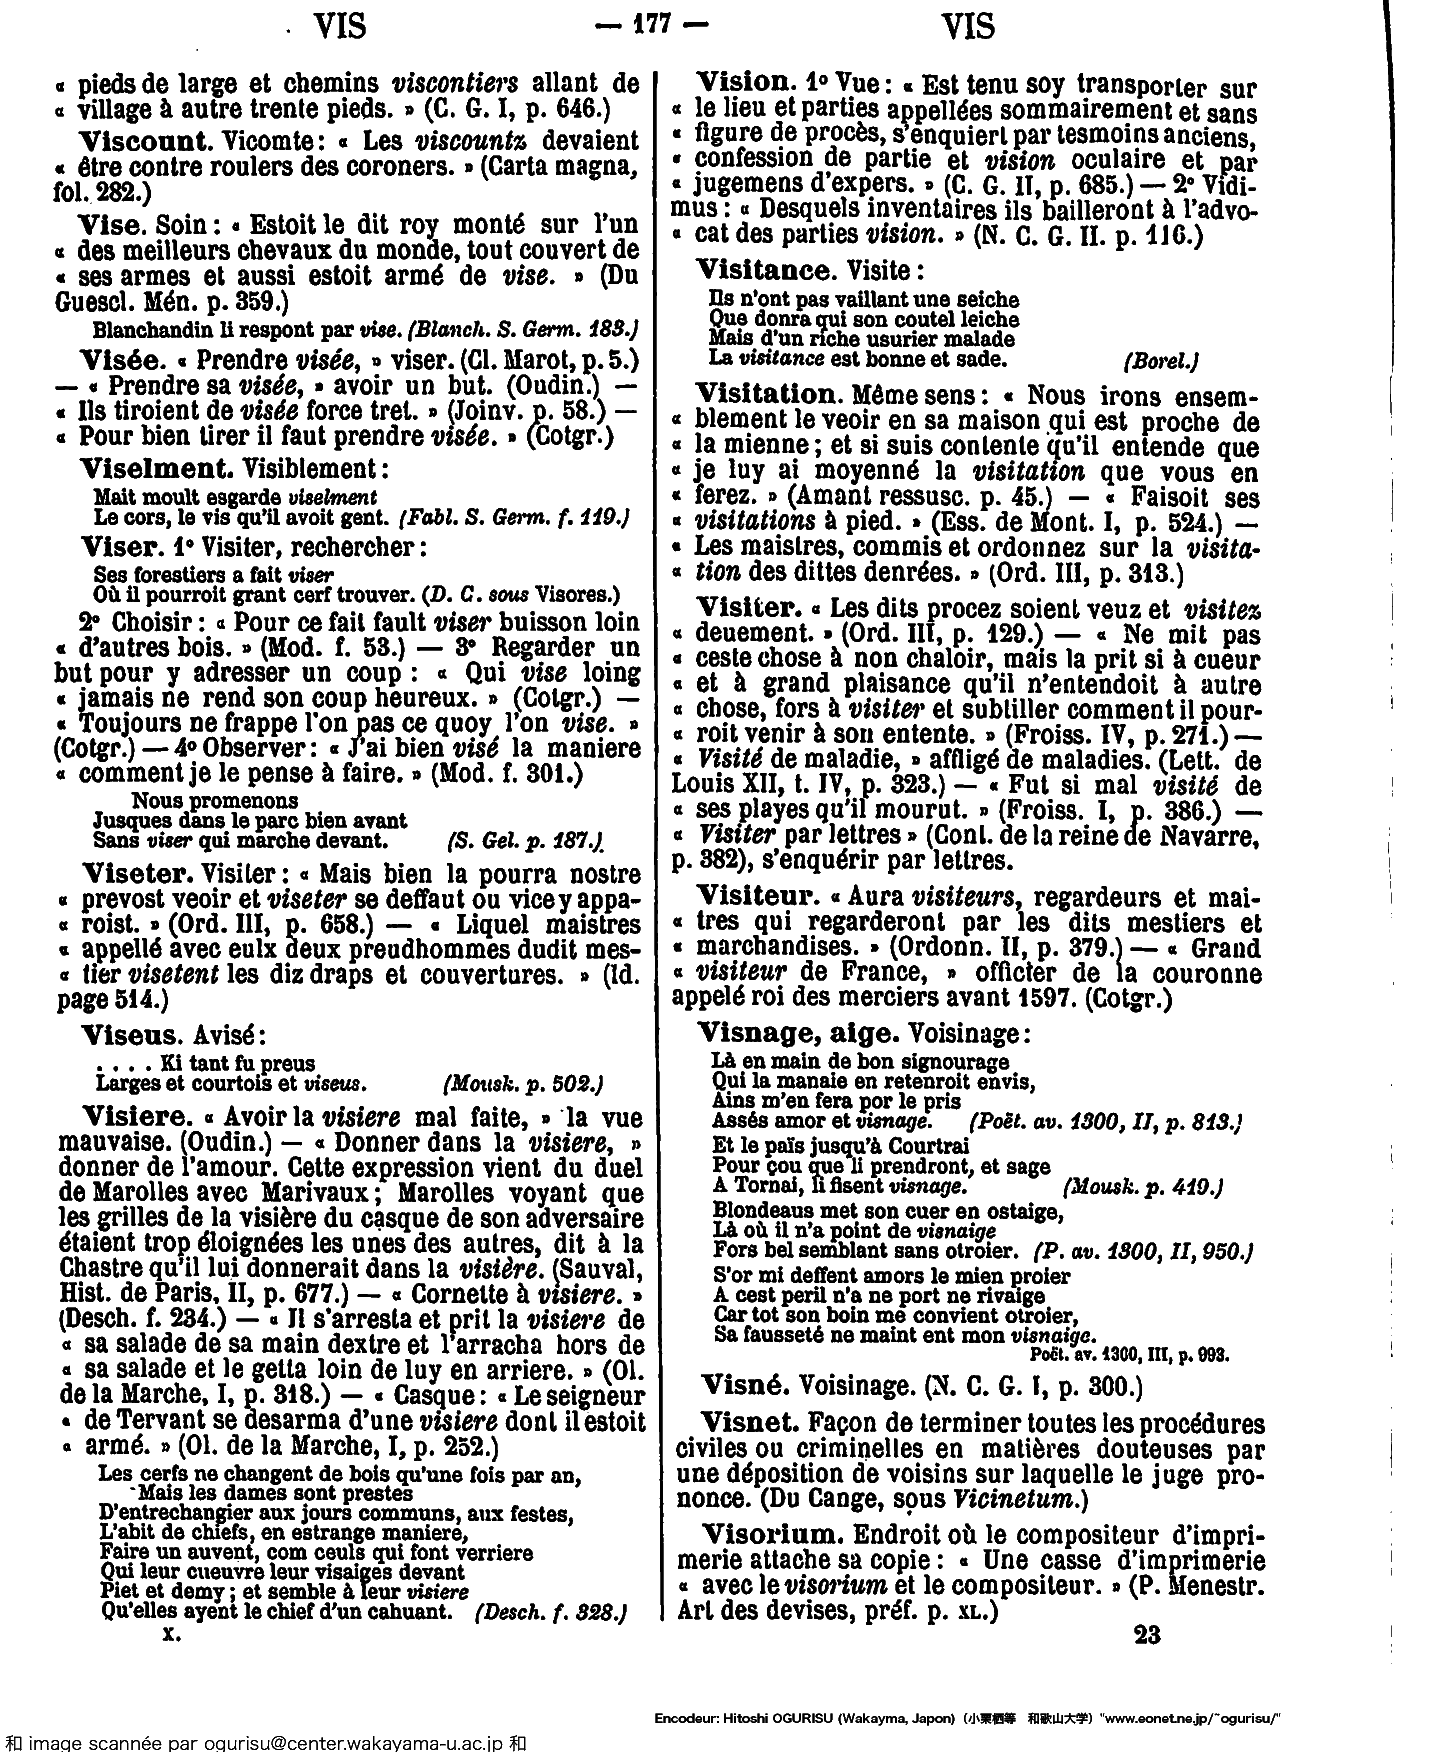 VIS — 177 — VIS
« pieds de large et chemins viscontiers allant de
« village à autre trente pieds. » (C. G. I, p. 646.)
Viscount. Vicomte : « Les viscountz devaient
« être contre roulers des coroners. » (Carta magna,
fol. 282.)
Vise. Soin : « Estoit le dit roy monté sur l'un
« des meilleurs chevaux du monde, tout couvert de
« ses armes et aussi estoit armé de vise. » (Du
Guescl. Mén. p. 359.)
Blanchandin li respont par vise. (Blanch. S. Germ. 183.)
Visée. « Prendre visée, » viser. (Cl. Marot, p. 5.)
— « Prendre sa visée, » avoir un but. (Oudin.) —
« Ils tiroient de visée force tret. » (Joinv. p. 58.) —
« Pour bien tirer il faut prendre visée. » (Cotgr.)
Viselment. Visiblement :
Mait moult esgarde viselment
Le cors, le vis qu'il avoit gent. (Fabl. S. Germ. f. 119.)
Viser. 1º Visiter, rechercher :
Ses forestiers a fait viser
Où il pourroit grant cerf trouver. (D. C. sous Visores.)
2º Choisir : « Pour ce fait fault viser buisson loin
« d'autres bois. » (Mod. f. 53.) — 3º Regarder un
but pour y adresser un coup : « Qui vise loing
« jamais ne rend son coup heureux. » (Cotgr.) —
« Toujours ne frappe l'on pas ce quoy l'on vise. »
(Cotgr.) — 4º Observer : « J'ai bien visé la maniere
« comment je le pense à faire. » (Mod. f. 301.)
Nous promenons
Jusques dans le parc bien avant
Sans viser qui marche devant. (S. Gel. p. 187.)
Viseter. Visiter : « Mais bien la pourra nostre
« prevost veoir et viseter se deffaut ou vice y appa-
« roist. » (Ord. III, p. 658.) — « Liquel maistres
« appellé avec eulx deux preudhommes dudit mes-
« tier visetent les diz draps et couvertures. » (Id.
page 514.)
Viseus. Avisé :
. . . . Ki tant fu preus
Larges et courtois et viseus. (Mousk. p. 502.)
Visiere. « Avoir la visiere mal faite, » la vue
mauvaise. (Oudin.) — « Donner dans la visiere, »
donner de l'amour. Cette expression vient du duel
de Marolles avec Marivaux ; Marolles voyant que
les grilles de la visière du casque de son adversaire
étaient trop éloignées les unes des autres, dit à la
Chastre qu'il lui donnerait dans la visière. (Sauval,
Hist. de Paris, II, p. 677.) — « Cornette à visiere. »
(Desch. f. 234.) — « Il s'arresta et prit la visiere de
« sa salade de sa main dextre et l'arracha hors de
« sa salade et le getta loin de luy en arriere. » (Ol.
de la Marche, I, p. 318.) — « Casque : « Le seigneur
« de Tervant se desarma d'une visiere dont il estoit
« armé. » (Ol. de la Marche, I, p. 252.)
Les cerfs ne changent de bois qu'une fois par an,
Mais les dames sont prestes
D'entrechangier aux jours communs, aux festes,
L'abit de chiefs, en estrange maniere,
Faire un auvent, com ceuls qui font verriere
Qui leur cueuvre leur visaiges devant
Piet et demy ; et semble à leur visiere
Qu'elles ayent le chief d'un cahuant. (Desch. f. 328.)
X.
Vision. 1º Vue : « Est tenu soy transporter sur
« le lieu et parties appellées sommairement et sans
« figure de procès, s'enquiert par tesmoins anciens,
« confession de partie et vision oculaire et par
« jugemens d'expers. » (C. G. II, p. 685.) — 2º Vidi-
mus : « Desquels inventaires ils bailleront à l'advo-
« cat des parties vision. » (N. C. G. II. p. 116.)
Visitance. Visite :
Ils n'ont pas vaillant une seiche
Que donra qui son coutel leiche
Mais d'un riche usurier malade
La visitance est bonne et sade. (Borel.)
Visitation. Même sens : « Nous irons ensem-
« blement le veoir en sa maison qui est proche de
« la mienne ; et si suis contente qu'il entende que
« je luy ai moyenné la visitation que vous en
« ferez. » (Amant ressusc. p. 45.) — « Faisoit ses
« visitations à pied. » (Ess. de Mont. I, p. 524.) —
« Les maistres, commis et ordonnez sur la visita-
« tion des dittes denrées. » (Ord. III, p. 313.)
Visiter. « Les dits procez soient veuz et visitez
« deuement. » (Ord. III, p. 129.) — « Ne mit pas
« ceste chose à non chaloir, mais la prit si à cueur
« et à grand plaisance qu'il n'entendoit à autre
« chose, fors à visiter et subtiller comment il pour-
« roit venir à son entente. » (Froiss. IV, p. 271.) —
« Visité de maladie, » affligé de maladies. (Lett. de
Louis XII, t. IV, p. 323.) — « Fut si mal visité de
« ses playes qu'il mourut. » (Froiss. I, p. 386.) —
« Visiter par lettres » (Cont. de la reine de Navarre,
p. 382), s'enquérir par lettres.
Visiteur. « Aura visiteurs, regardeurs et mai-
« tres qui regarderont par les dits mestiers et
« marchandises. » (Ordonn. II, p. 379.) — « Grand
« visiteur de France, » officier de la couronne
appelé roi des merciers avant 1597. (Cotgr.)
Visnage, aige. Voisinage :
Là en main de bon signourage
Qui la manaie en retenroit envis,
Ains m'en fera por le pris
Assés amor et visnage. (Poët. av. 1300, II, p. 813.)
Et le païs jusqu'à Courtrai
Pour çou que li prendront, et sage
A Tornai, li fisent visnage. (Mousk. p. 419.)
Blondeaus met son cuer en ostaige,
Là où il n'a point de visnaige
Fors bel semblant sans otroier. (P. av. 1300, II, 950.)
S'or mi deffent amors le mien proier
A cest peril n'a ne port ne rivaige
Car tot son boin me convient otroier,
Sa fausseté ne maint ent mon visnaige.
Poët. av. 1300, III, p. 993.
Visné. Voisinage. (N. C. G. I, p. 300.)
Visnet. Façon de terminer toutes les procédures
civiles ou criminelles en matières douteuses par
une déposition de voisins sur laquelle le juge pro-
nonce. (Du Cange, sous Vicinetum.)
Visorium. Endroit où le compositeur d'impri-
merie attache sa copie : « Une casse d'imprimerie
« avec le visorium et le compositeur. » (P. Menestr.
Art des devises, préf. p. XL.)
23
Encodeur: Hitoshi OGURISU (Wakayma, Japon) (小栗栖等 和歌山大学) "www.eonet.ne.jp/~ogurisu/"
和 image scannée par ogurisu@center.wakayama-u.ac.jp 和